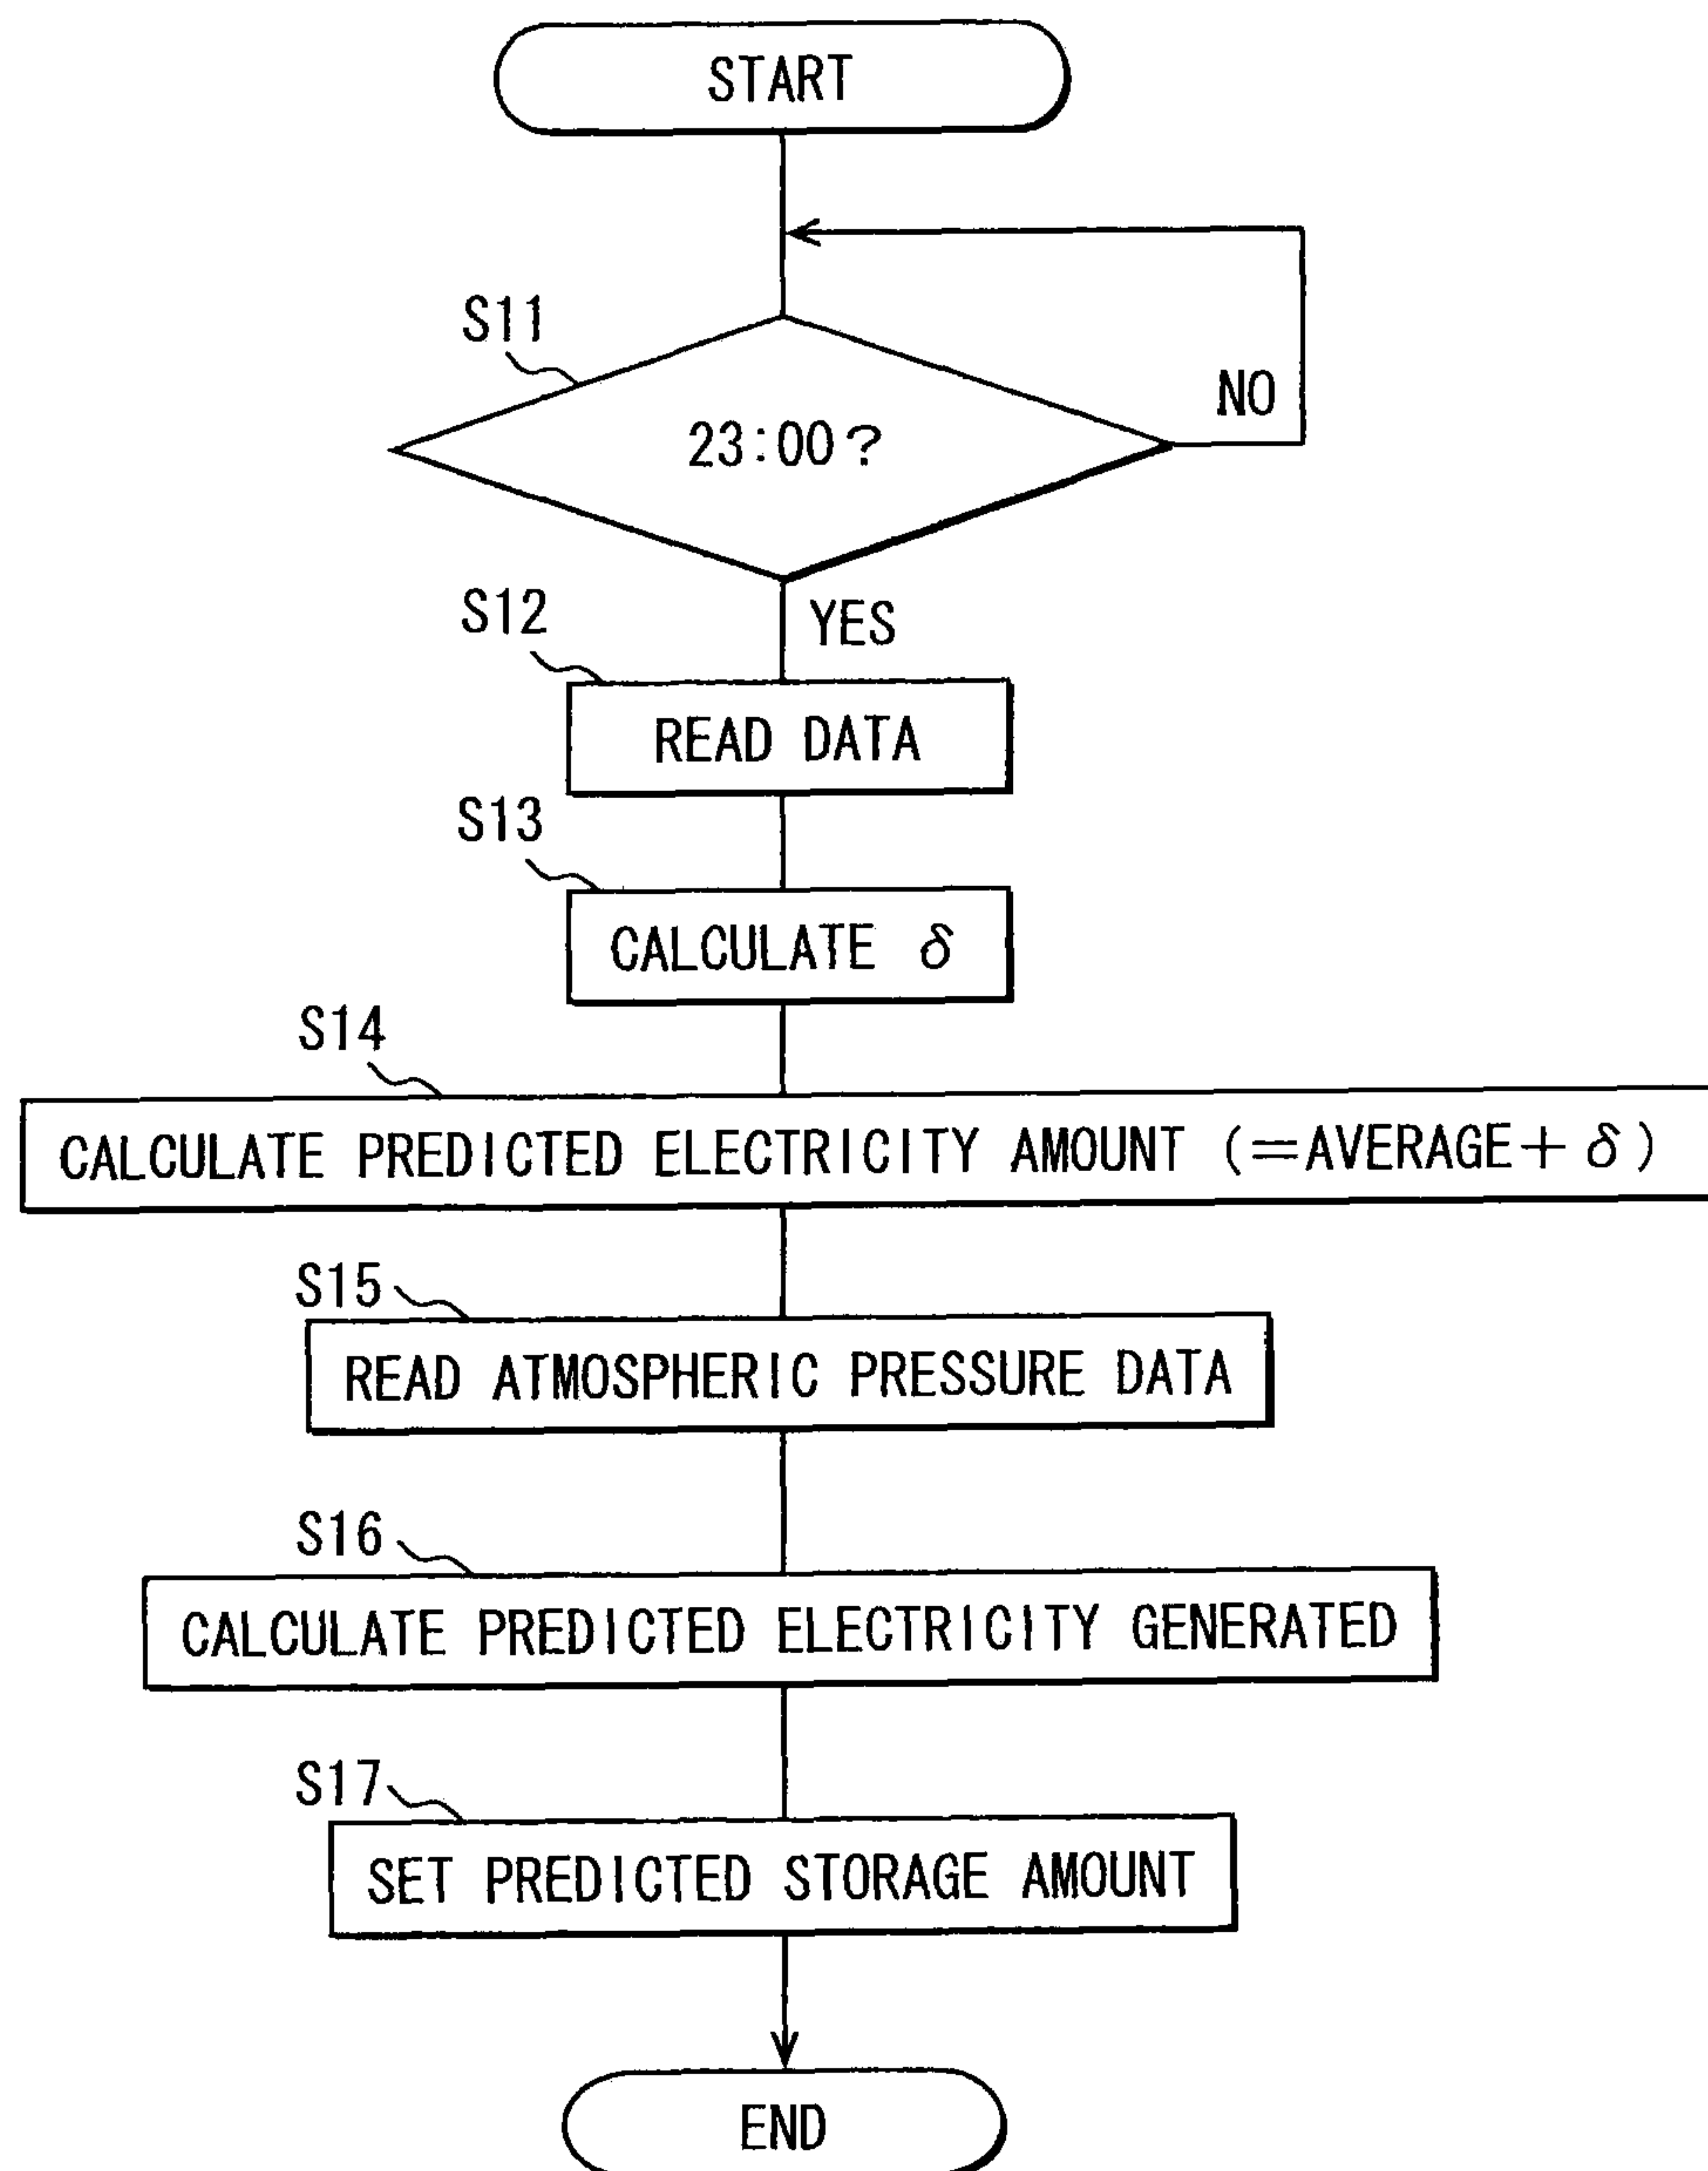 START
S11
23:00?
NO
S12
YES
READ DATA
S13
CALCULATE δ
S14
CALCULATE PREDICTED ELECTRICITY AMOUNT (=AVERAGE+δ)
S15
READ ATMOSPHERIC PRESSURE DATA
S16
CALCULATE PREDICTED ELECTRICITY GENERATED
S17
SET PREDICTED STORAGE AMOUNT
END